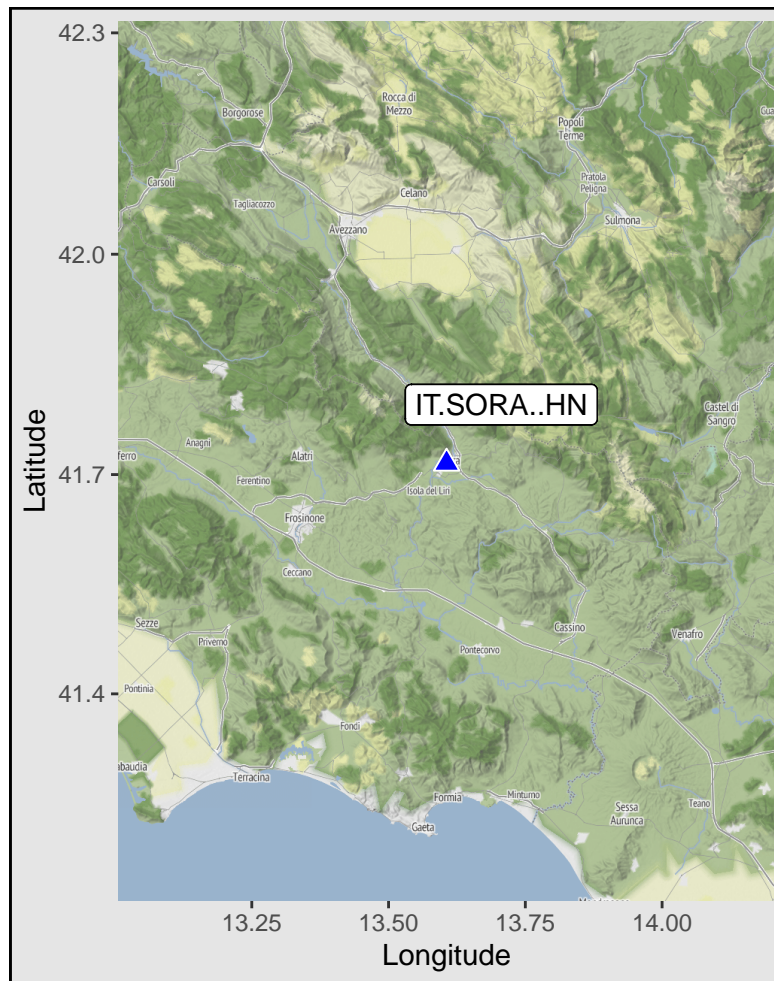 42.3
Rocca di
Mezzo
Borgorose
Popoli
Terme
Carsoli
Pratola
Peligna
Celano
Tagliacozzo
Sulmona
Avezzano
42.0
IT.SORA..HN
Castel di
Sangro
Anagni
Alatri
41.7
Ferentino
Isola del Liri
Frosinone
Ceccano
Latitude
Sezze
Cassino
Venafro
Priverno
Pontecorvo
Pontinia
41.4
Fondi
Terracina
Formia
Minturno
Sessa
Aurunca
Teano
Gaeta
13.25 13.50 13.75 14.00
Longitude